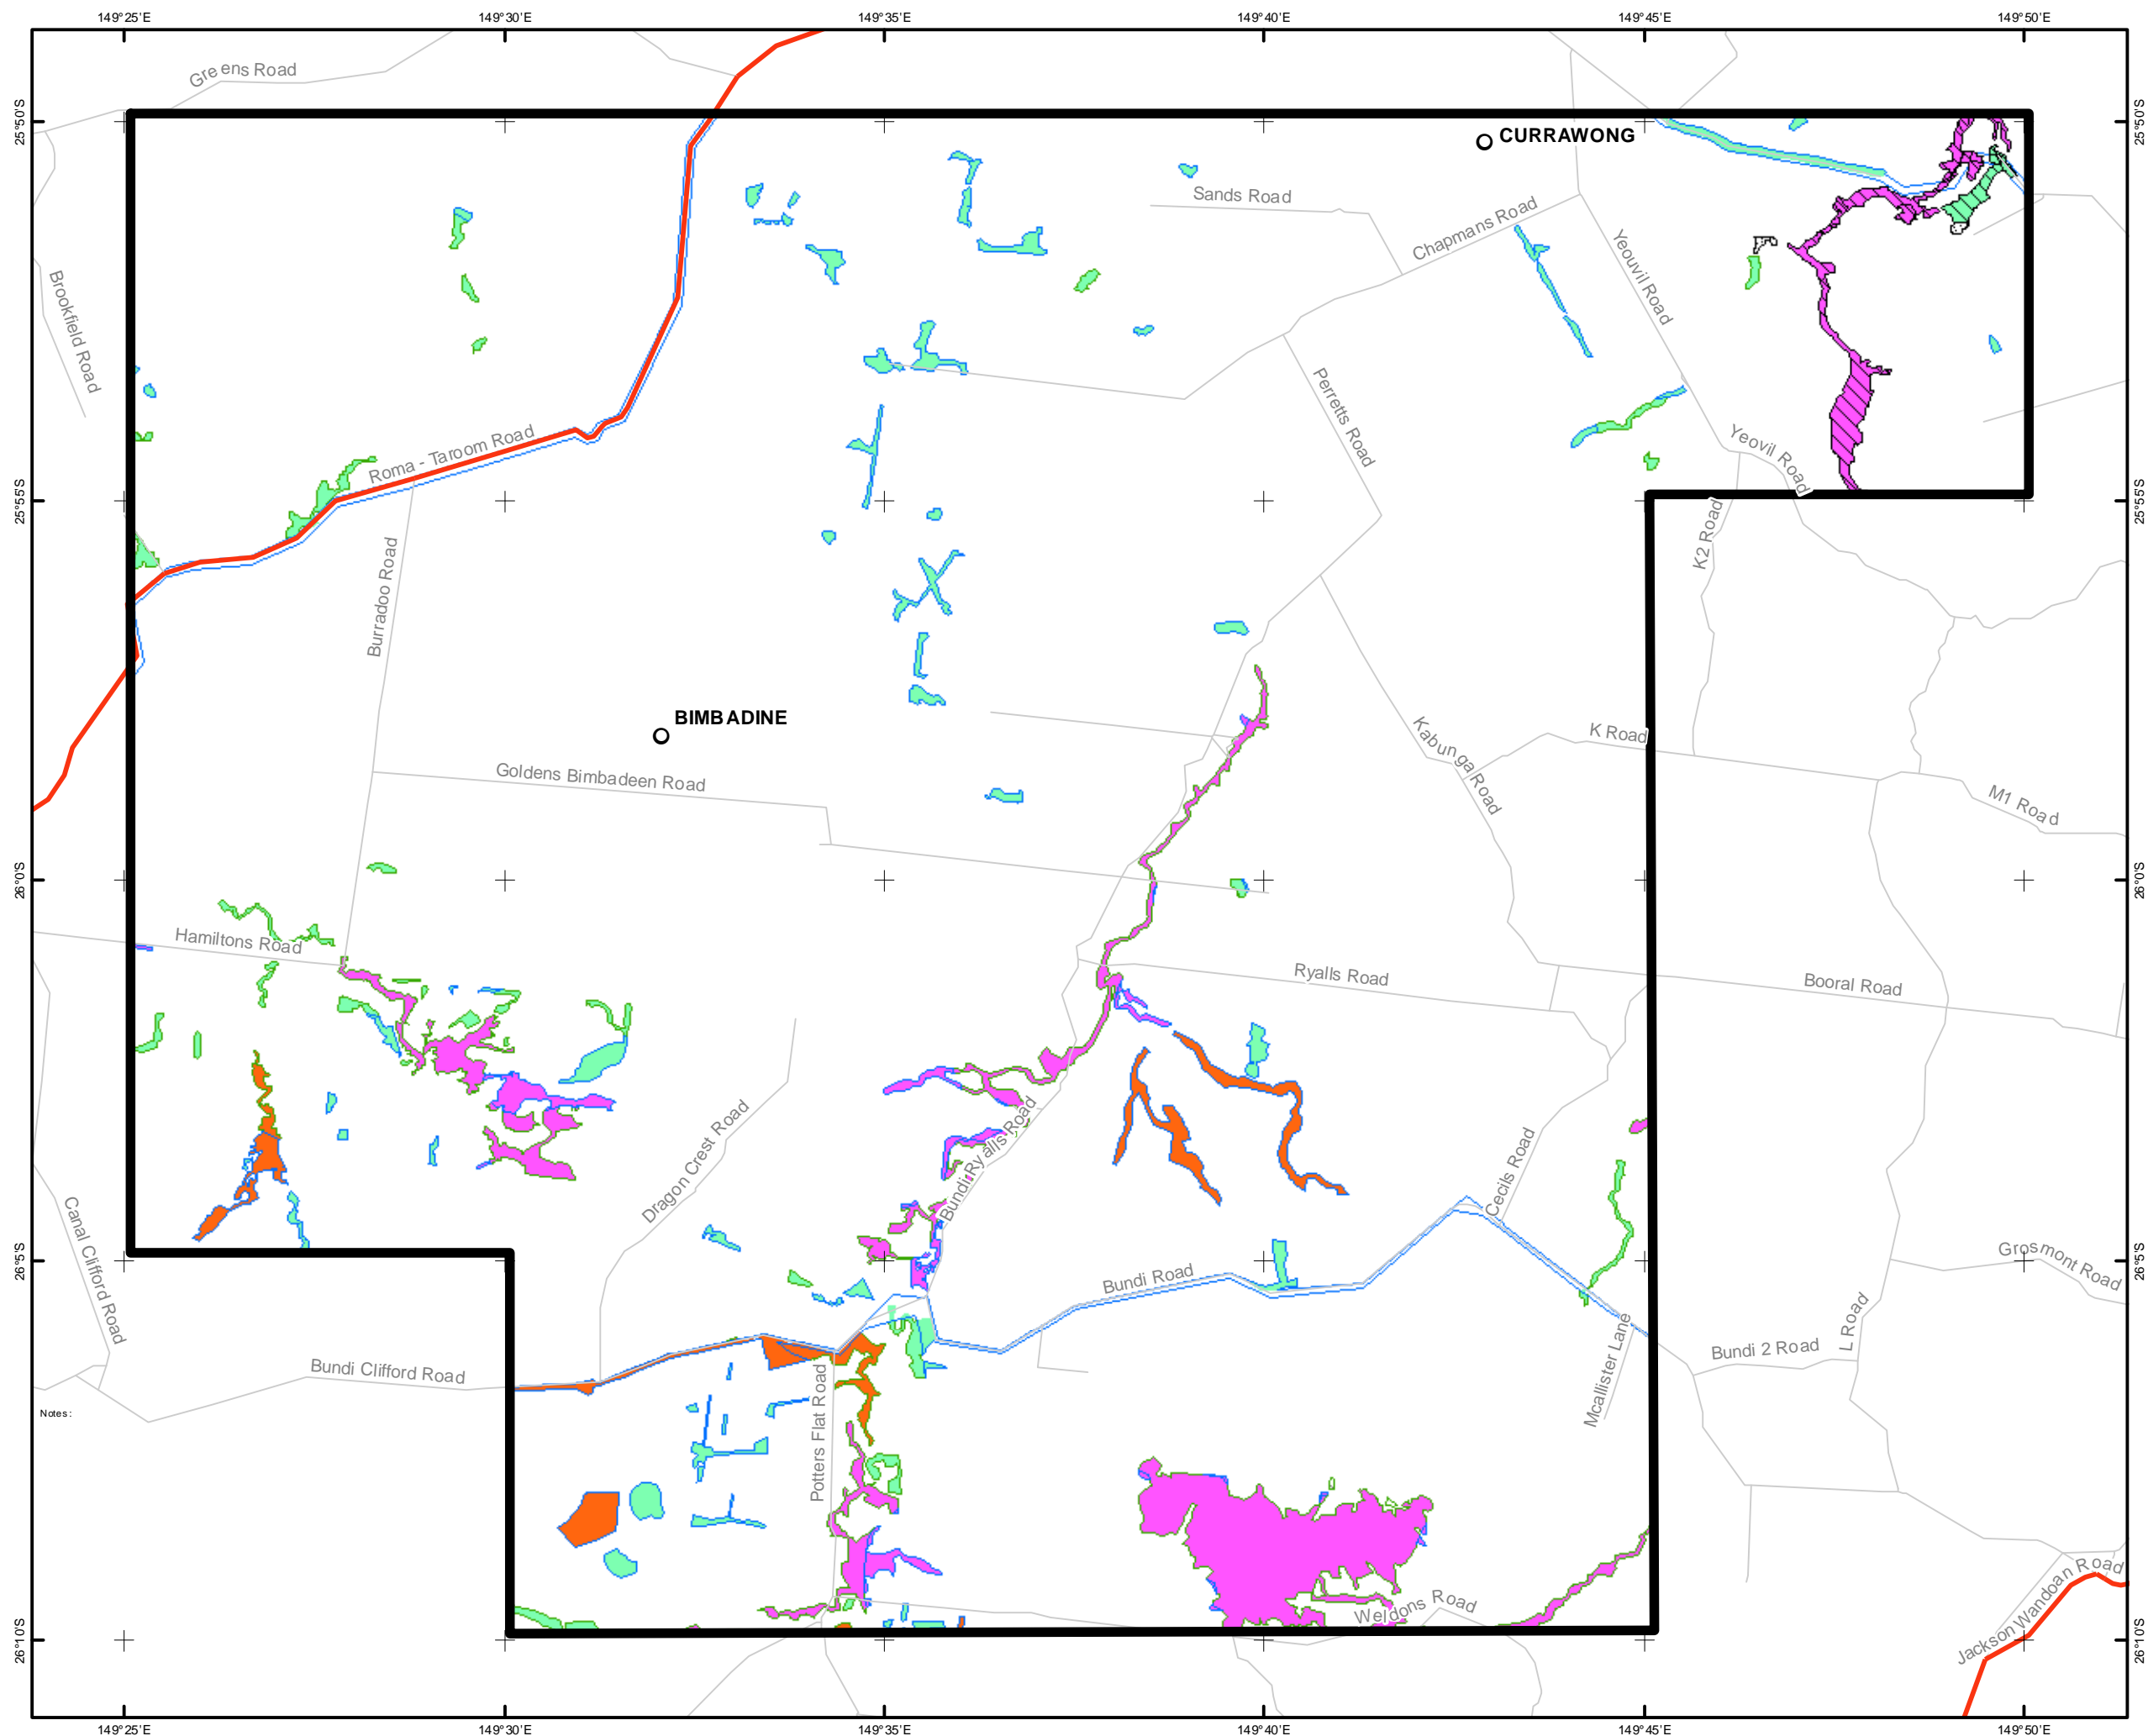 149°25'E 149°30'E 149°35'E 149°40'E 149°45'E 149°50'E
Greens Road
25°50'S 25°50'S
CURRAWONG
Sands Road
Chapmans Road
Yeouvil Road
Brookfield Road
Perretts Road
Roma - Taroom Road
Yeovil Road
25°55'S 25°55'S
K2 Road
Burradoo Road
BIMBADINE
Kabunga Road
K Road
Goldens Bimbadeen Road
M1 Road
26°0'S 26°0'S
Hamiltons Road
Ryalls Road
Booral Road
Dragon Crest Road
Bundi Ryalls Road
Cecils Road
Canal Clifford Road
26°5'S 26°5'S
Grosmont Road
Bundi Road
Mcallister Lane
L Road
Bundi 2 Road
Bundi Clifford Road
Potters Flat Road
Notes:
Weldons Road
Jackson Wandoan Road
26°10'S 26°10'S
149°25'E 149°30'E 149°35'E 149°40'E 149°45'E 149°50'E